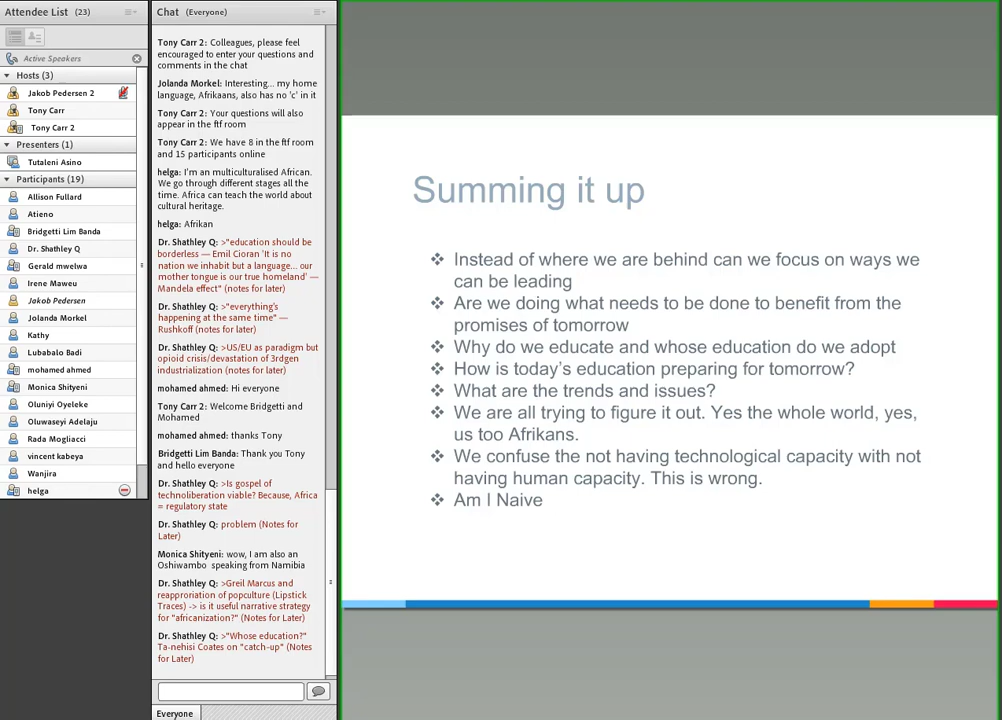 Attendee List (23)
Active Speakers
Hosts (3)
Jakob Pedersen 2
Tony Carr
Tony Carr 2
Presenters (1)
Tutaleni Asino
Participants (19)
Allison Fullard
Atieno
Bridgetti Lim Banda
Dr. Shathley Q
Gerald mwelwa
Irene Maweu
Jakob Pedersen
Jolanda Morkel
Kathy
Lubabalo Badi
mohamed ahmed
Monica Shityeni
Oluniyi Oyeleke
Oluwaseyi Adelaju
Rada Mogliacci
vincent kabeya
Wanjira
helga
Chat (Everyone)
Tony Carr 2: Colleagues, please feel
encouraged to enter your questions and
comments in the chat
Jolanda Morkel: Interesting... my home
language, Afrikaans, also has no 'c' in it
Tony Carr 2: Your questions will also
appear in the ftf room
Tony Carr 2: We have 8 in the ftf room
and 15 participants online
helga: I'm an multiculturalised African.
We go through different stages all the
time. Africa can teach the world about
cultural heritage.
helga: Afrikan
Dr. Shathley Q: >"education should be
borderless — Emil Cioran 'It is no
nation we inhabit but a language... our
mother tongue is our true homeland' —
Mandela effect" (notes for later)
Dr. Shathley Q: >"everything's
happening at the same time" —
Rushkoff (notes for later)
Dr. Shathley Q: >US/EU as paradigm but
opioid crisis/devastation of 3rdgen
industrialization (notes for later)
mohamed ahmed: Hi everyone
Tony Carr 2: Welcome Bridgetti and
Mohamed
mohamed ahmed: thanks Tony
Bridgetti Lim Banda: Thank you Tony
and hello everyone
Dr. Shathley Q: >Is gospel of
technoliberation viable? Because, Africa
= regulatory state
Dr. Shathley Q: problem (Notes for
Later)
Monica Shityeni: wow, I am also an
Oshiwambo speaking from Namibia
Dr. Shathley Q: >Greil Marcus and
reapproriation of popculture (Lipstick
Traces) -> is it useful narrative strategy
for "africanization?" (Notes for Later)
Dr. Shathley Q: >"Whose education?"
Ta-nehisi Coates on "catch-up" (Notes
for Later)
Everyone
Summing it up
❖ Instead of where we are behind can we focus on ways we
can be leading
❖ Are we doing what needs to be done to benefit from the
promises of tomorrow
❖ Why do we educate and whose education do we adopt
❖ How is today's education preparing for tomorrow?
❖ What are the trends and issues?
❖ We are all trying to figure it out. Yes the whole world, yes,
us too Afrikans.
❖ We confuse the not having technological capacity with not
having human capacity. This is wrong.
❖ Am I Naive